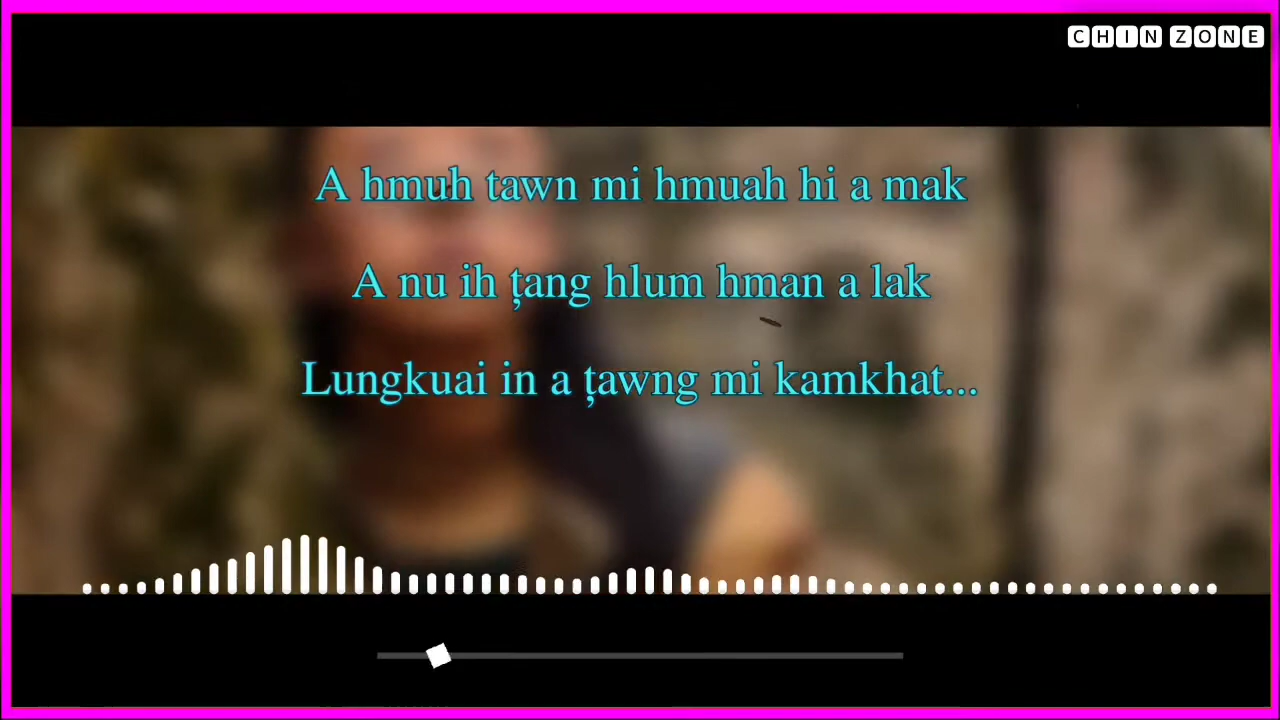 CHIN ZONE
A hmuh tawn mi hmuah hi a mak
A nu ih ṭang hlum hman a lak
Lungkuai in a ṭawng mi kamkhat...